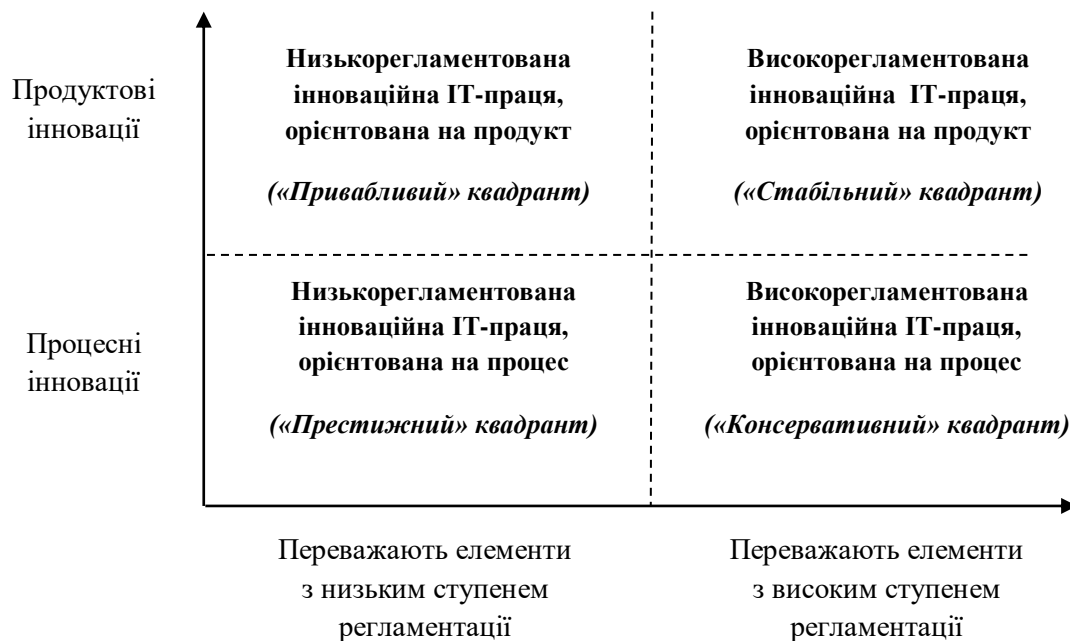 Продуктові
інновації
Низькорегламентована
інноваційна ІТ-праця,
орієнтована на продукт
(«Привабливий» квадрант)
Високорегламентована
інноваційна ІТ-праця,
орієнтована на продукт
(«Стабільний» квадрант)
Процесні
інновації
Низькорегламентована
інноваційна ІТ-праця,
орієнтована на процес
(«Престижний» квадрант)
Високорегламентована
інноваційна ІТ-праця,
орієнтована на процес
(«Консервативний» квадрант)
Переважають елементи
з низьким ступенем
регламентації
Переважають елементи
з високим ступенем
регламентації